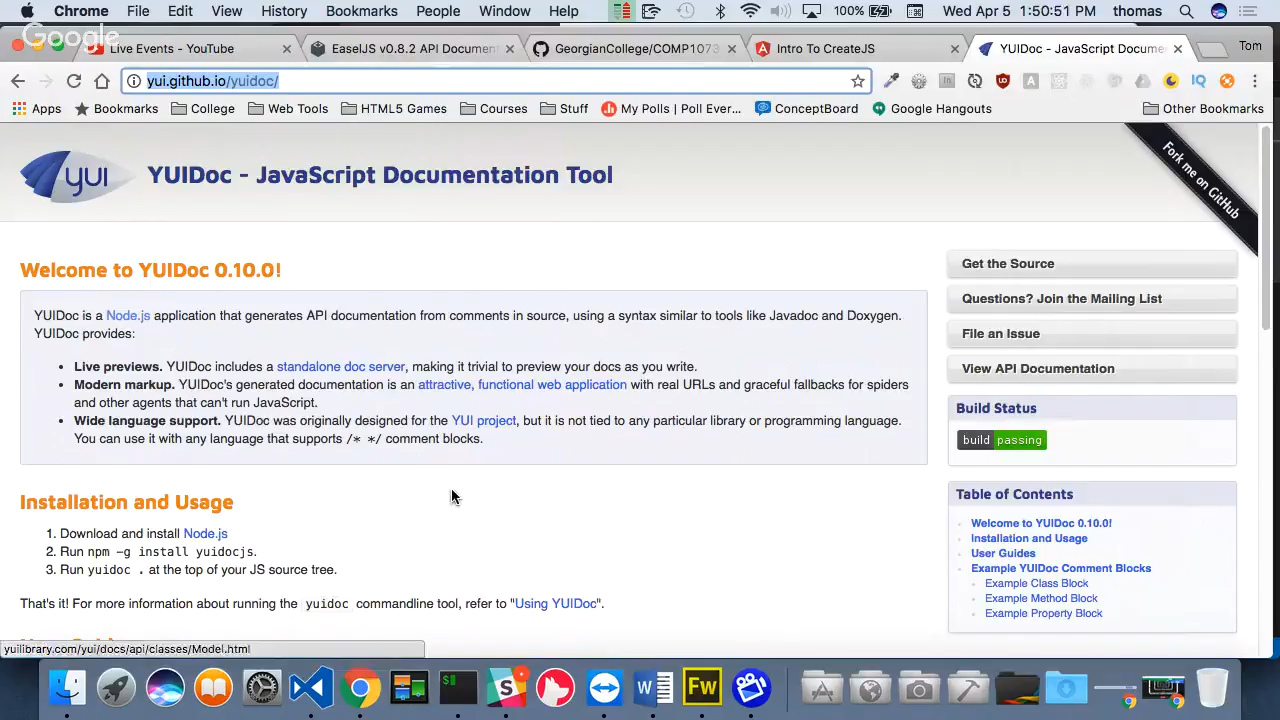 Chrome File Edit View History Bookmarks People Window Help 100% Wed Apr 5 1:50:51 PM thomas
Google
Live Events - YouTube EaselJS v0.8.2 API Document GeorgianCollege/COMP1073 Intro To CreateJS YUIDoc - JavaScript Docume Tom
yui.github.io/yuidoc/
Apps Bookmarks College Web Tools HTML5 Games Courses Stuff My Polls | Poll Ever... ConceptBoard Google Hangouts Other Bookmarks
yui YUIDoc - JavaScript Documentation Tool
Fork me on GitHub
Welcome to YUIDoc 0.10.0!
YUIDoc is a Node.js application that generates API documentation from comments in source, using a syntax similar to tools like Javadoc and Doxygen.
YUIDoc provides:
• Live previews. YUIDoc includes a standalone doc server, making it trivial to preview your docs as you write.
• Modern markup. YUIDoc's generated documentation is an attractive, functional web application with real URLs and graceful fallbacks for spiders
and other agents that can't run JavaScript.
• Wide language support. YUIDoc was originally designed for the YUI project, but it is not tied to any particular library or programming language.
You can use it with any language that supports /* */ comment blocks.
Installation and Usage
1. Download and install Node.js
2. Run npm -g install yuidocjs.
3. Run yuidoc . at the top of your JS source tree.
That's it! For more information about running the yuidoc commandline tool, refer to "Using YUIDoc".
Get the Source
Questions? Join the Mailing List
File an Issue
View API Documentation
Build Status
build passing
Table of Contents
Welcome to YUIDoc 0.10.0!
Installation and Usage
User Guides
Example YUIDoc Comment Blocks
Example Class Block
Example Method Block
Example Property Block
yuilibrary.com/yui/docs/api/classes/Model.html
Fw